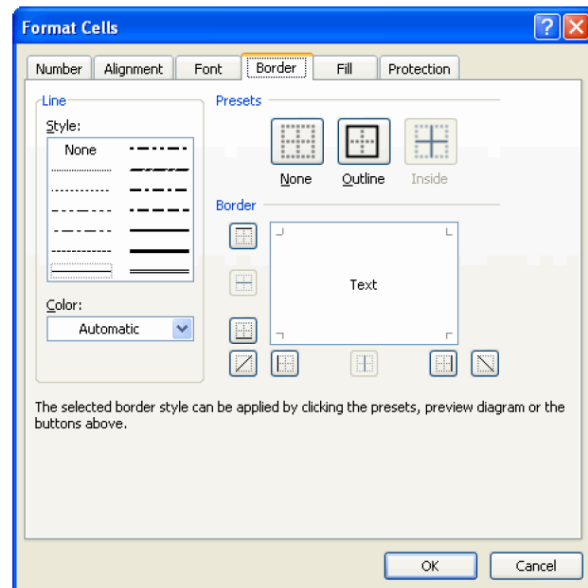 Format Cells
Number Alignment Font Border Fill Protection
Line
Style:
None
Color:
Automatic
Presets
None Outline Inside
Border
Text
The selected border style can be applied by clicking the presets, preview diagram or the
buttons above.
OK Cancel